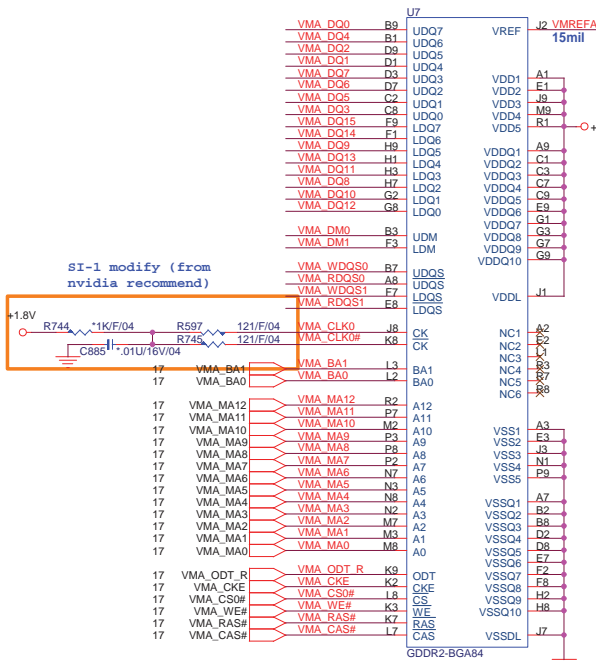 U7
VMA_DQ0 B9 UDQ7 VREF J2 VMREFA
VMA_DQ4 B1 UDQ6 15mil
VMA_DQ2 D9 UDQ5
VMA_DQ1 D1 UDQ4
VMA_DQ7 D3 UDQ3 VDD1 A1
VMA_DQ6 D7 UDQ2 VDD2 E1
VMA_DQ5 C2 UDQ1 VDD3 J9
VMA_DQ3 C8 UDQ0 VDD4 M9
VMA_DQ15 F9 LDQ7 VDD5 R1 +
VMA_DQ14 F1 LDQ6
VMA_DQ9 H9 LDQ5 VDDQ1 A9
VMA_DQ13 H1 LDQ4 VDDQ2 C1
VMA_DQ11 H3 LDQ3 VDDQ3 C3
VMA_DQ8 H7 LDQ2 VDDQ4 C7
VMA_DQ10 G2 LDQ1 VDDQ5 C9
VMA_DQ12 G8 LDQ0 VDDQ6 E9
VDDQ7 G1
VMA_DM0 B3 UDM VDDQ8 G3
VMA_DM1 F3 LDM VDDQ9 G7
VDDQ10 G9
SI-1 modify (from
nvidia recommend)
VMA_WDQS0 B7 UDQS
VMA_RDQS0 A8 UDQS
VMA_WDQS1 F7 LDQS VDDL J1
VMA_RDQS1 E8 LDQS
+1.8V
R744 *1K/F/04 R597 121/F/04 VMA_CLK0 J8 CK NC1 A2
C885 *.01U/16V/04 R745 121/F/04 VMA_CLK0# K8 CK NC2 E2
NC3 L1
17 VMA_BA1 VMA_BA1 L3 BA1 NC4 R3
17 VMA_BA0 VMA_BA0 L2 BA0 NC5 R7
NC6 R8
17 VMA_MA12 VMA_MA12 R2 A12
17 VMA_MA11 VMA_MA11 P7 A11
17 VMA_MA10 VMA_MA10 M2 A10 VSS1 A3
17 VMA_MA9 VMA_MA9 P3 A9 VSS2 E3
17 VMA_MA8 VMA_MA8 P8 A8 VSS3 J3
17 VMA_MA7 VMA_MA7 P2 A7 VSS4 N1
17 VMA_MA6 VMA_MA6 N7 A6 VSS5 P9
17 VMA_MA5 VMA_MA5 N3 A5
17 VMA_MA4 VMA_MA4 N8 A4 VSSQ1 A7
17 VMA_MA3 VMA_MA3 N2 A3 VSSQ2 B2
17 VMA_MA2 VMA_MA2 M7 A2 VSSQ3 B8
17 VMA_MA1 VMA_MA1 M3 A1 VSSQ4 D2
17 VMA_MA0 VMA_MA0 M8 A0 VSSQ5 D8
VSSQ6 E7
17 VMA_ODT_R VMA_ODT_R K9 ODT VSSQ7 F2
17 VMA_CKE VMA_CKE K2 CKE VSSQ8 F8
17 VMA_CS0# VMA_CS0# L8 CS VSSQ9 H2
17 VMA_WE# VMA_WE# K3 WE VSSQ10 H8
17 VMA_RAS# VMA_RAS# K7 RAS
17 VMA_CAS# VMA_CAS# L7 CAS VSSDL J7
GDDR2-BGA84